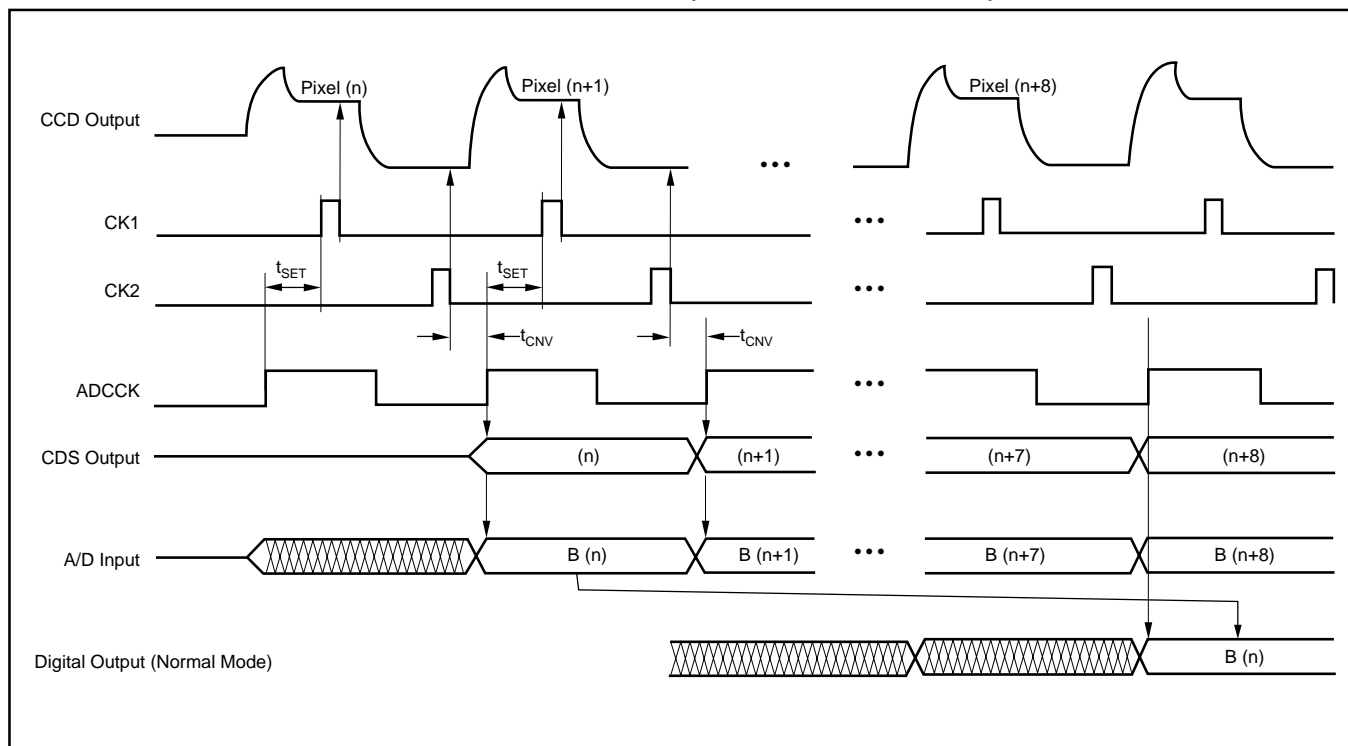 Pixel (n) Pixel (n+1) Pixel (n+8)
CCD Output
•••
CK1
•••
tSET tSET
CK2
•••
tCNV tCNV
ADCCK
•••
CDS Output (n) (n+1) ••• (n+7) (n+8)
A/D Input B (n) B (n+1) ••• B (n+7) B (n+8)
Digital Output (Normal Mode) B (n)